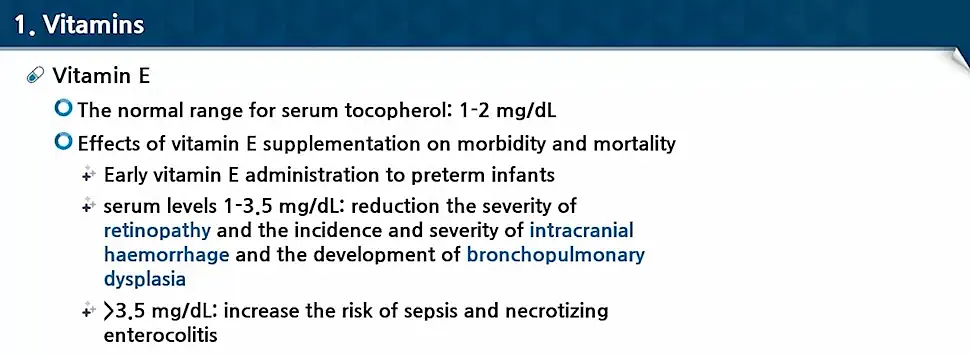 1. Vitamins
Vitamin E
The normal range for serum tocopherol: 1-2 mg/dL
Effects of vitamin E supplementation on morbidity and mortality
Early vitamin E administration to preterm infants
serum levels 1-3.5 mg/dL: reduction the severity of
retinopathy and the incidence and severity of intracranial
haemorrhage and the development of bronchopulmonary
dysplasia
>3.5 mg/dL: increase the risk of sepsis and necrotizing
enterocolitis